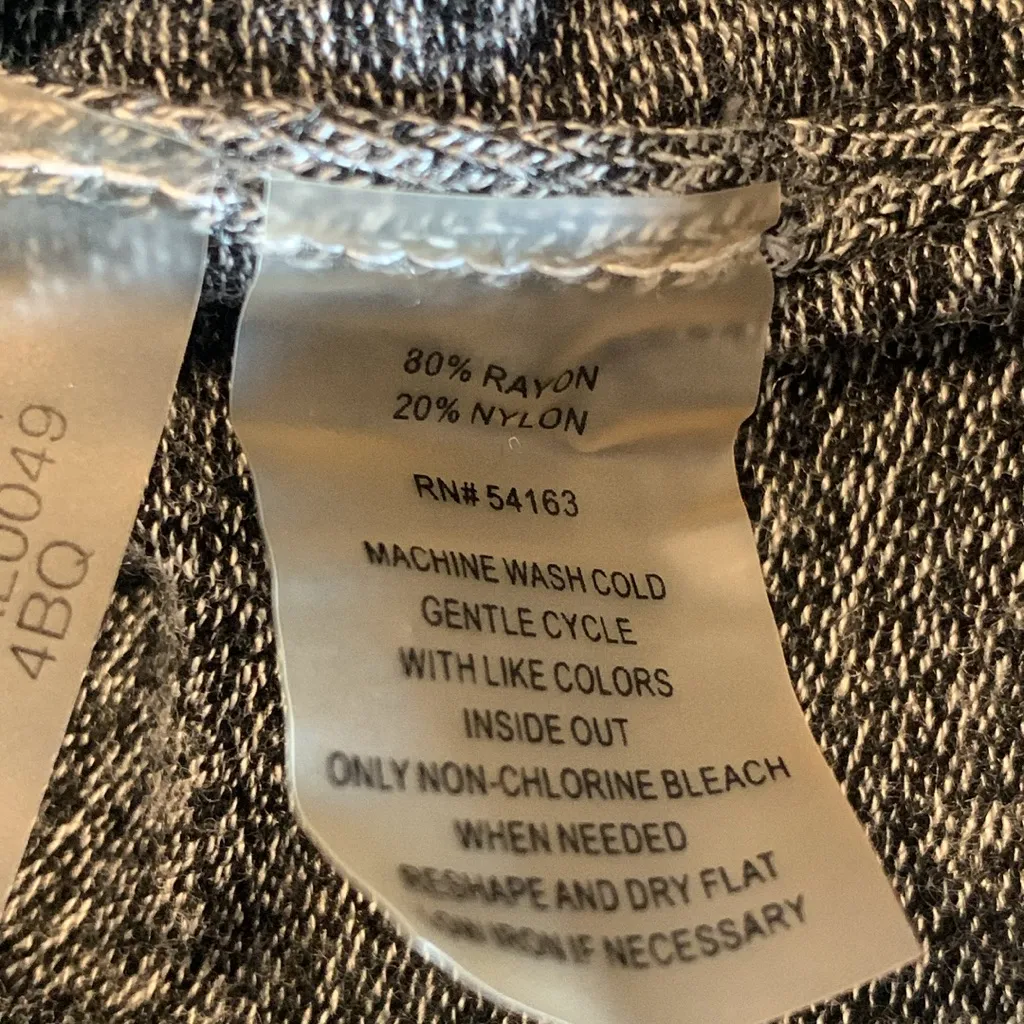 80% RAYON
20% NYLON
RN# 54163
MACHINE WASH COLD
GENTLE CYCLE
WITH LIKE COLORS
INSIDE OUT
ONLY NON-CHLORINE BLEACH
WHEN NEEDED
RESHAPE AND DRY FLAT
IRON IF NECESSARY
4BQ